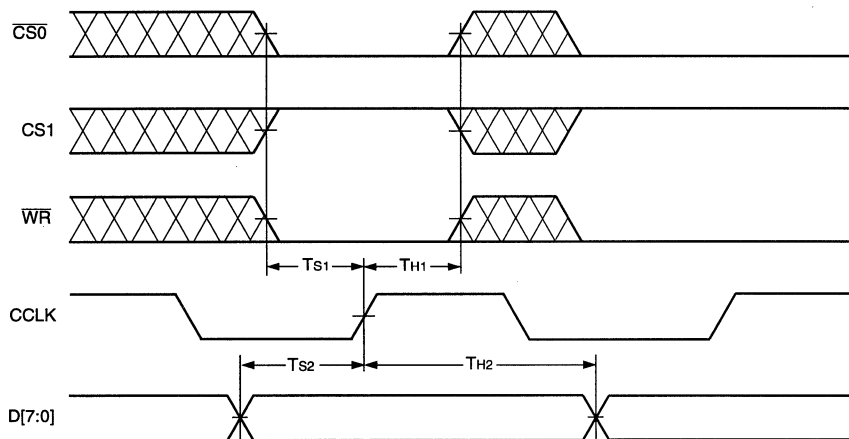 CS0
CS1
WR
TS1 TH1
CCLK
TS2 TH2
D[7:0]